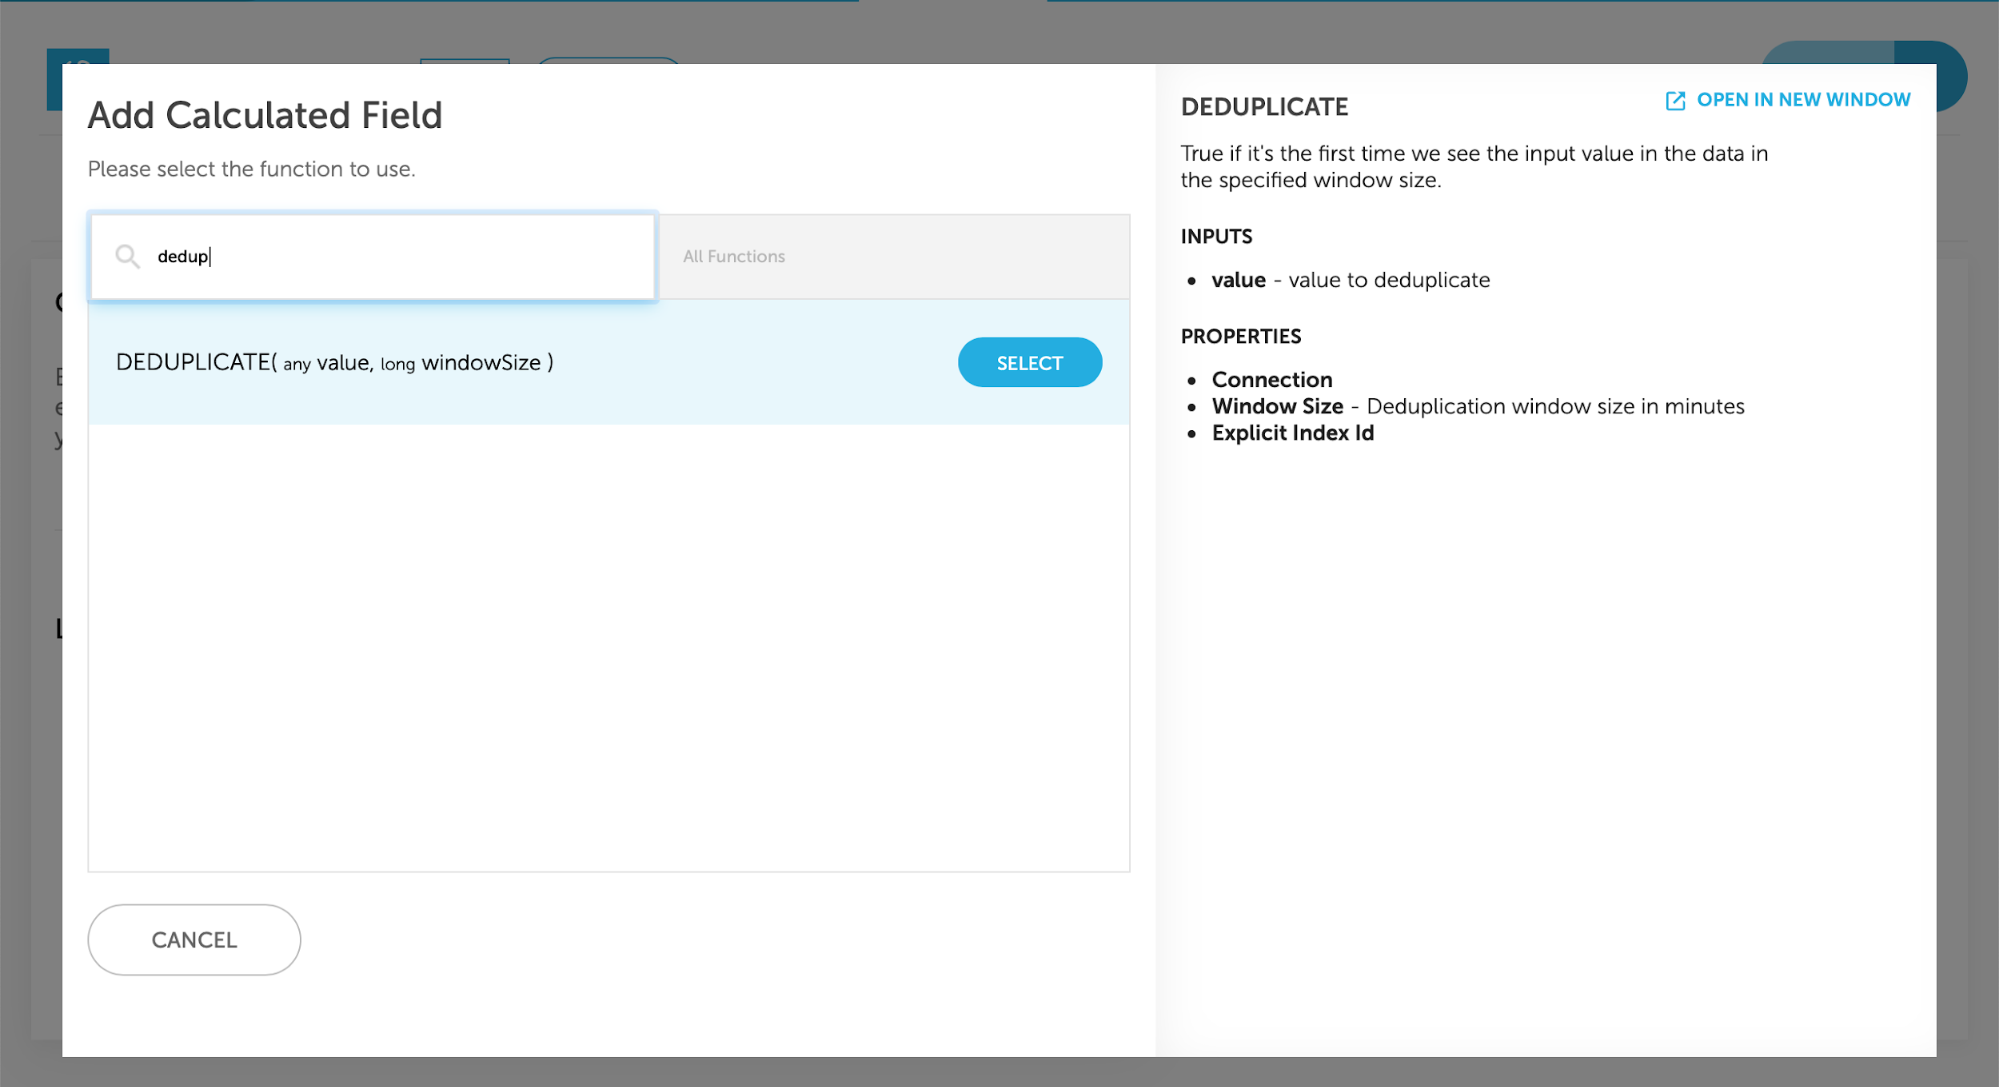 Add Calculated Field
Please select the function to use.
dedup
All Functions
DEDUPLICATE( any value, long windowSize )
SELECT
CANCEL
DEDUPLICATE
OPEN IN NEW WINDOW
True if it's the first time we see the input value in the data in
the specified window size.
INPUTS
• value - value to deduplicate
PROPERTIES
• Connection
• Window Size - Deduplication window size in minutes
• Explicit Index Id